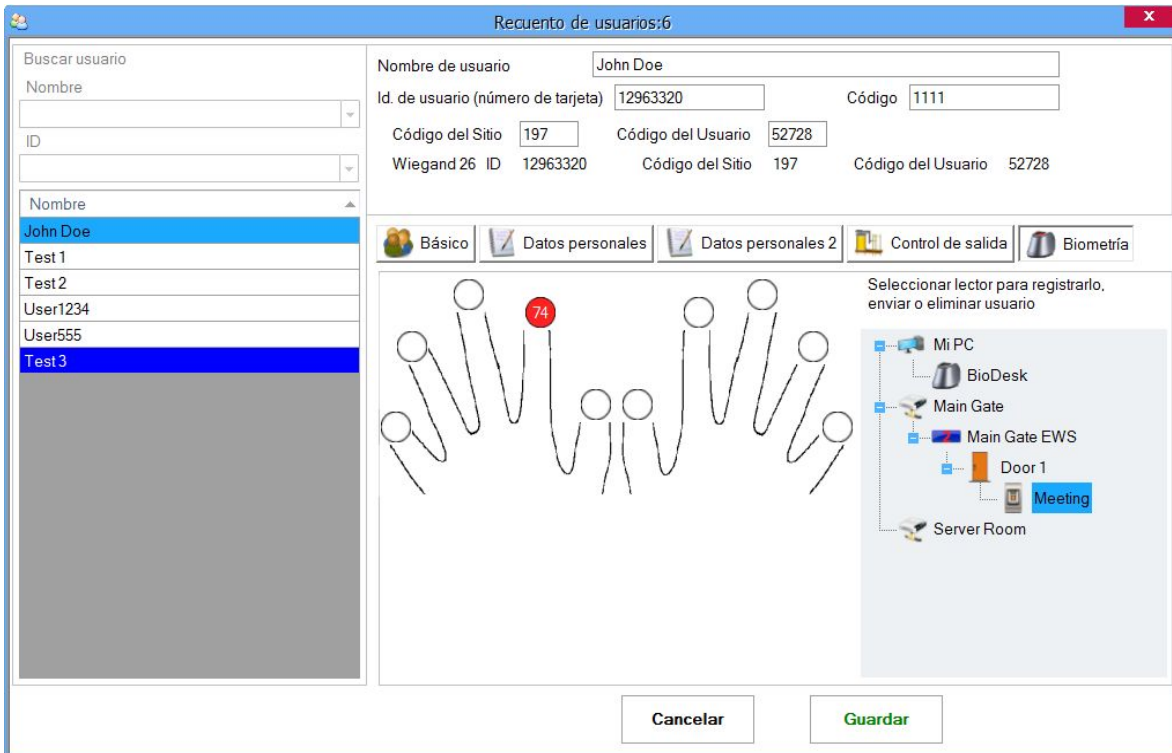 Recuento de usuarios:6
x
Buscar usuario
Nombre
ID
Nombre
John Doe
Test 1
Test 2
User1234
User555
Test 3
Nombre de usuario John Doe
Id. de usuario (número de tarjeta) 12963320 Código 1111
Código del Sitio 197 Código del Usuario 52728
Wiegand 26 ID 12963320 Código del Sitio 197 Código del Usuario 52728
Básico Datos personales Datos personales 2 Control de salida Biometría
74
Seleccionar lector para registrarlo,
enviar o eliminar usuario
Mi PC
BioDesk
Main Gate
Main Gate EWS
Door 1
Meeting
Server Room
Cancelar Guardar